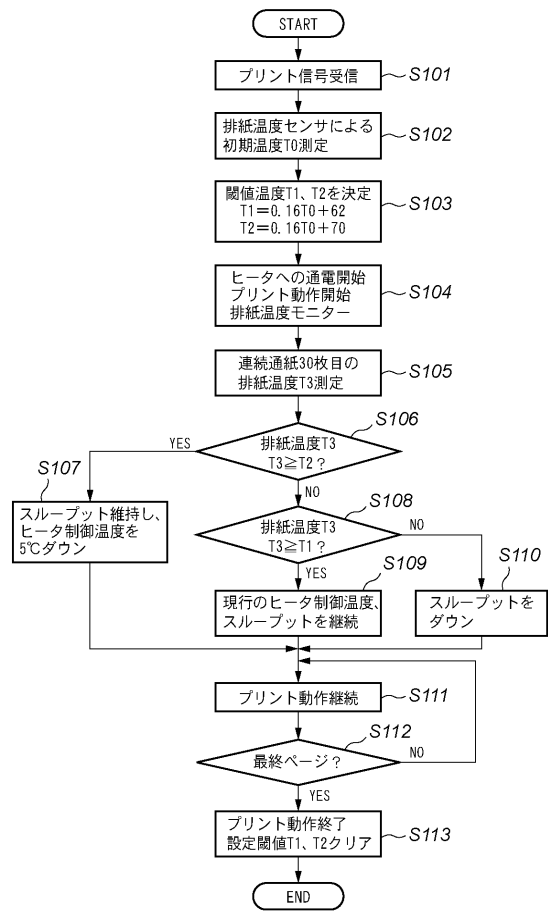 START
プリント信号受信
S101
排紙温度センサによる
初期温度T0測定
S102
閾値温度T1、T2を決定
T1=0.16T0+62
T2=0.16T0+70
S103
ヒータへの通電開始
プリント動作開始
排紙温度モニター
S104
連続通紙30枚目の
排紙温度T3測定
S105
S106
排紙温度T3
T3≧T2?
YES
NO
S107
スループット維持し、
ヒータ制御温度を
5℃ダウン
S108
排紙温度T3
T3≧T1?
NO
YES
S109
現行のヒータ制御温度、
スループットを継続
S110
スループットを
ダウン
プリント動作継続
S111
S112
最終ページ?
NO
YES
プリント動作終了
設定閾値T1、T2クリア
S113
END